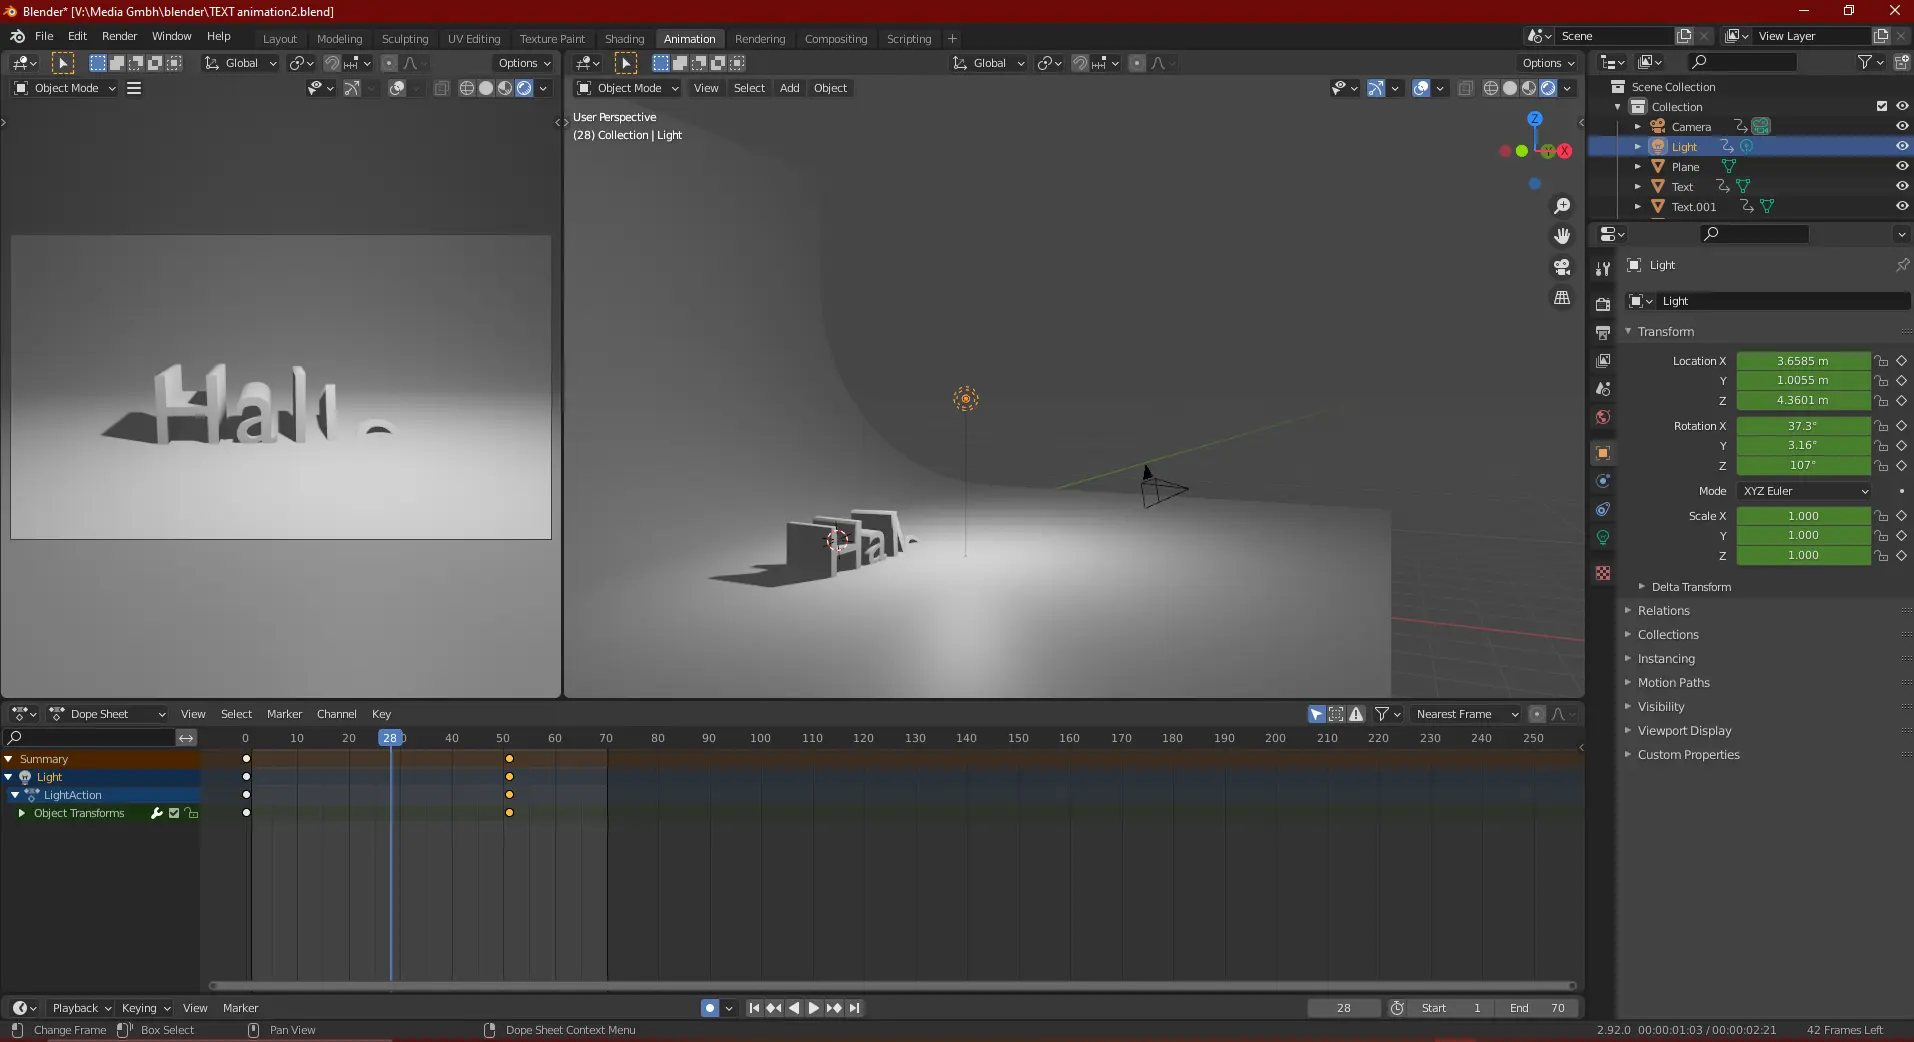 Blender* [V:\Media Gmbh\blender\TEXT animation2.blend]
File Edit Render Window Help Layout Modeling Sculpting UV Editing Texture Paint Shading Animation Rendering Compositing Scripting + Scene View Layer
Global Options Global Options
Object Mode Object Mode View Select Add Object
User Perspective
(28) Collection | Light
Z
Y X
Hal
Hal
Scene Collection
Collection
Camera
Light
Plane
Text
Text.001
Light
Light
Transform
Location X 3.6585 m
Y 1.0055 m
Z 4.3601 m
Rotation X 37.3°
Y 3.16°
Z 107°
Mode XYZ Euler
Scale X 1.000
Y 1.000
Z 1.000
Delta Transform
Relations
Collections
Instancing
Motion Paths
Visibility
Viewport Display
Custom Properties
Dope Sheet View Select Marker Channel Key Nearest Frame
0 10 20 28 40 50 60 70 80 90 100 110 120 130 140 150 160 170 180 190 200 210 220 230 240 250
Summary
Light
LightAction
Object Transforms
Playback Keying View Marker 28 Start 1 End 70
Change Frame Box Select Pan View Dope Sheet Context Menu 2.92.0 00:00:01:03 / 00:00:02:21 42 Frames Left